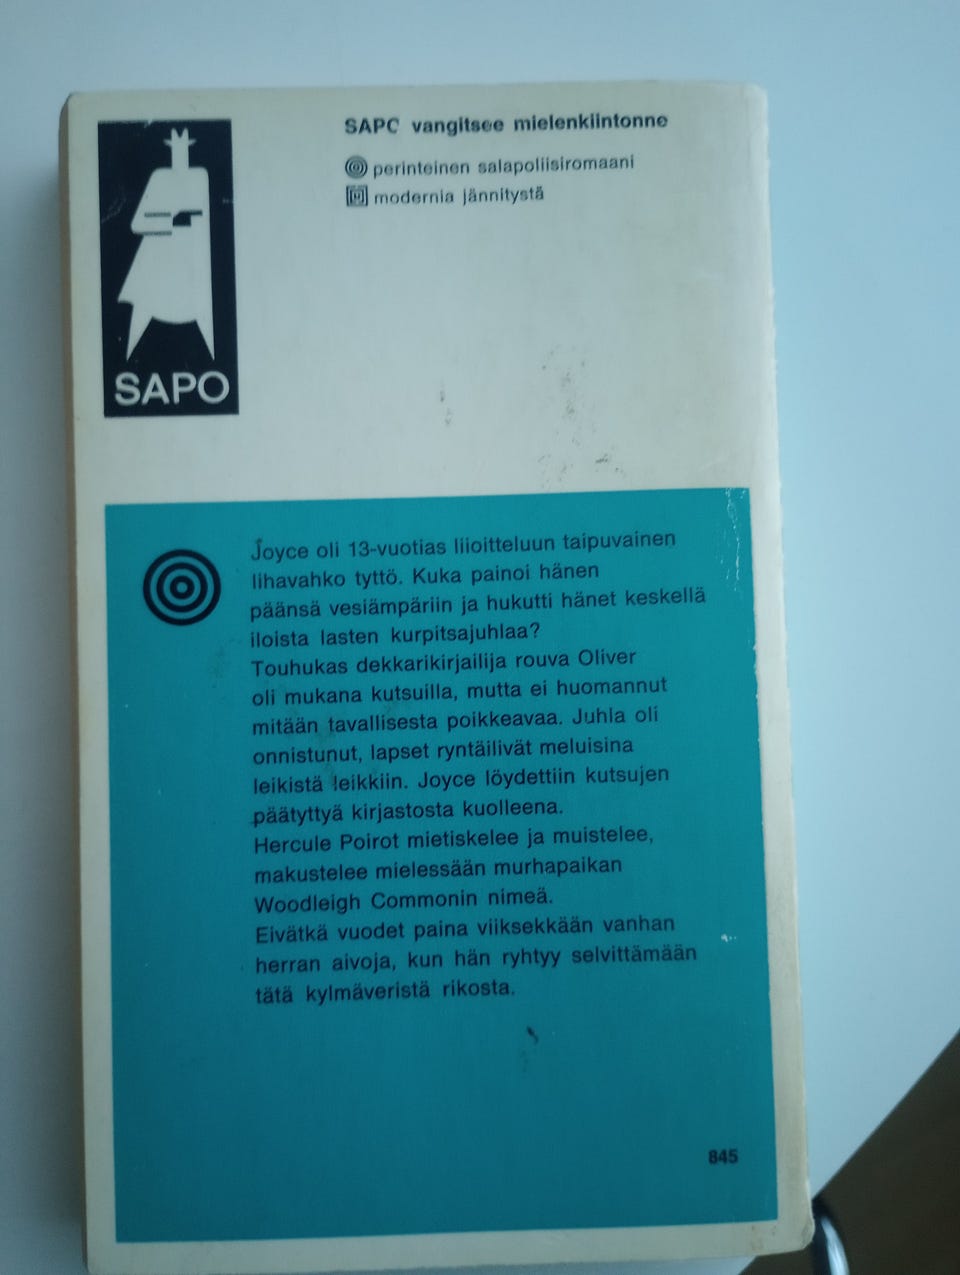 SAPO vangitsee mielenkiintonne
perinteinen salapoliisiromaani
modernia jännitystä
SAPO
Joyce oli 13-vuotias liioitteluun taipuvainen
lihavahko tyttö. Kuka painoi hänen
päänsä vesiämpäriin ja hukutti hänet keskellä
iloista lasten kurpitsajuhlaa?
Touhukas dekkarikirjailija rouva Oliver
oli mukana kutsuilla, mutta ei huomannut
mitään tavallisesta poikkeavaa. Juhla oli
onnistunut, lapset ryntäilivät meluisina
leikistä leikkiin. Joyce löydettiin kutsujen
päätyttyä kirjastosta kuolleena.
Hercule Poirot mietiskelee ja muistelee,
makustelee mielessään murhapaikan
Woodleigh Commonin nimeä.
Eivätkä vuodet paina viiksekkään vanhan
herran aivoja, kun hän ryhtyy selvittämään
tätä kylmäveristä rikosta.
845